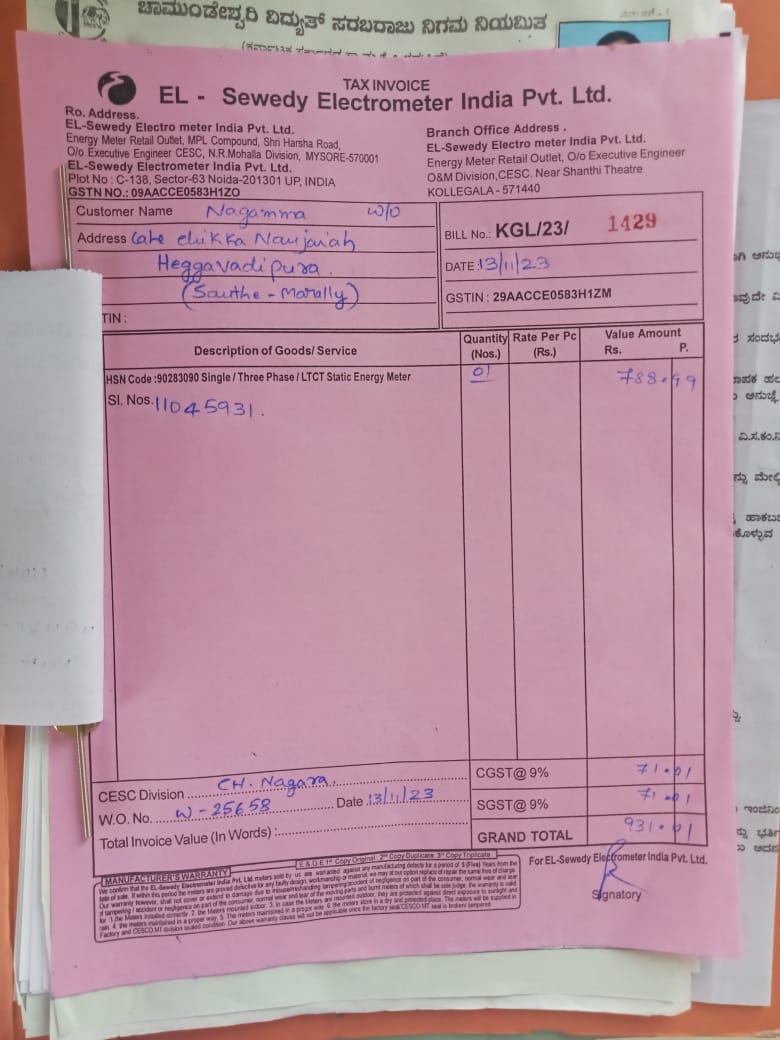 ಚಾಮುಂಡೇಶ್ವರಿ ವಿದ್ಯುತ್ ಸರಬರಾಜು ನಿಗಮ ನಿಯಮಿತ
TAX INVOICE
EL - Sewedy Electrometer India Pvt. Ltd.
Ro. Address.
EL-Sewedy Electro meter India Pvt. Ltd.
Energy Meter Retail Outlet, MPL Compound, Shri Harsha Road,
O/o Executive Engineer CESC, N.R.Mohalla Division, MYSORE-570001
EL-Sewedy Electro meter India Pvt. Ltd.
Plot No : C-138, Sector-63 Noida-201301 UP, INDIA
GSTN NO.: 09AACCE0583H1ZO
Branch Office Address .
EL-Sewedy Electro meter India Pvt. Ltd.
Energy Meter Retail Outlet, O/o Executive Engineer
O&M Division,CESC. Near Shanthi Theatre
KOLLEGALA - 571440
Customer Name Nagamma W/O
Address Late chikka Nanjaiah
Heggavadipura
(Southe - Marally)
TIN :
BILL No.: KGL/23/ 1429
DATE : 13/11/23
GSTIN : 29AACCE0583H1ZM
Description of Goods/ Service Quantity (Nos.) Rate Per Pc (Rs.) Value Amount Rs. P.
HSN Code :90283090 Single / Three Phase / LTCT Static Energy Meter 01 788.99
Sl. Nos. 11045931.
CESC Division CH. Nagara.
W.O. No. W-25658 Date 13/11/23
Total Invoice Value (In Words) :
CGST@ 9% 71.01
SGST@ 9% 71.01
GRAND TOTAL 931.01
E & O E 1st Copy Original 2nd Copy Duplicate 3rd Copy Triplicate
MANUFACTURER'S WARRANTY
For EL-Sewedy Electrometer India Pvt. Ltd.
Signatory